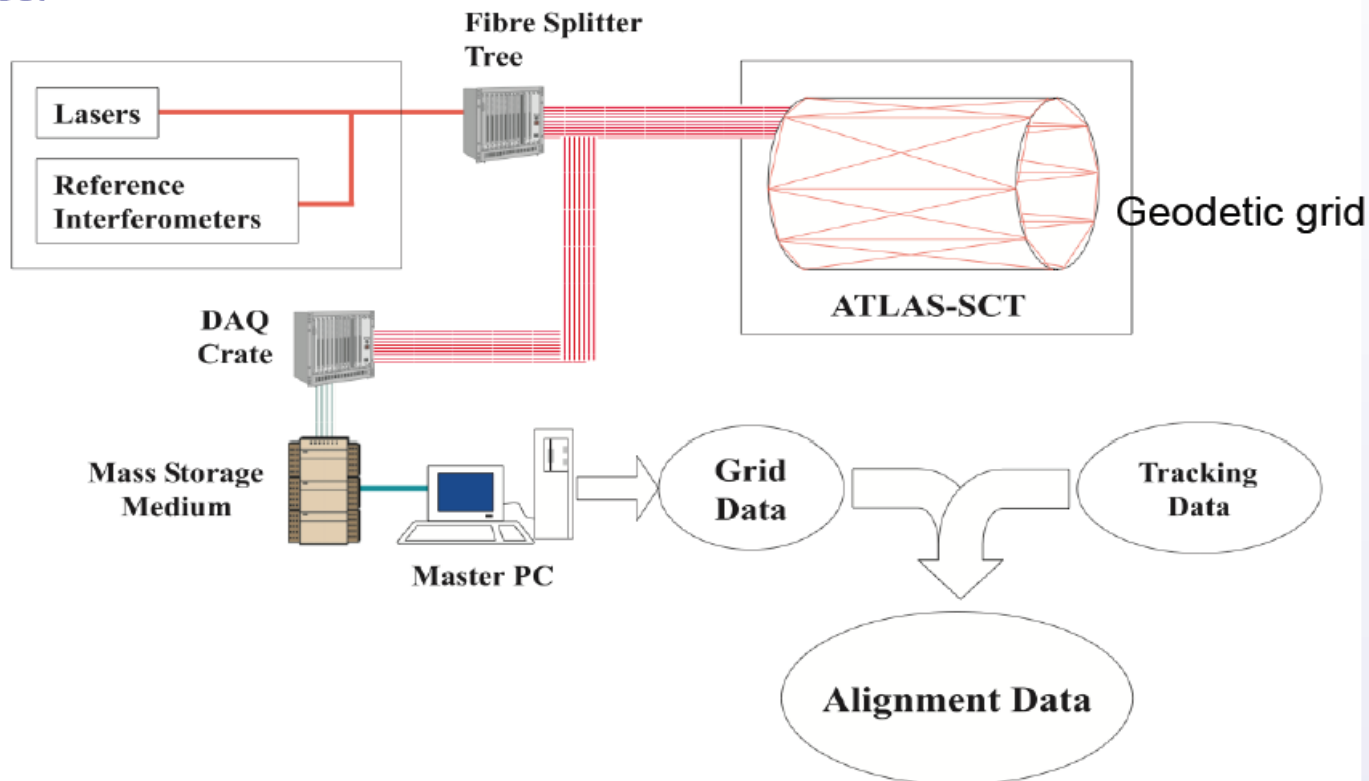 Fibre Splitter
Tree
Lasers
Reference
Interferometers
Geodetic grid
ATLAS-SCT
DAQ
Crate
Mass Storage
Medium
Master PC
Grid
Data
Tracking
Data
Alignment Data